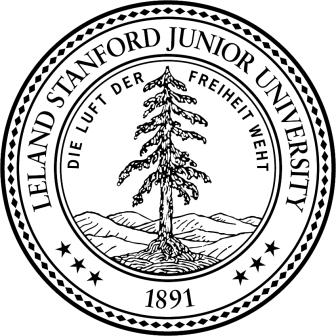 LELAND STANFORD JUNIOR UNIVERSITY
DIE LUFT DER FREIHEIT WEHT
1891